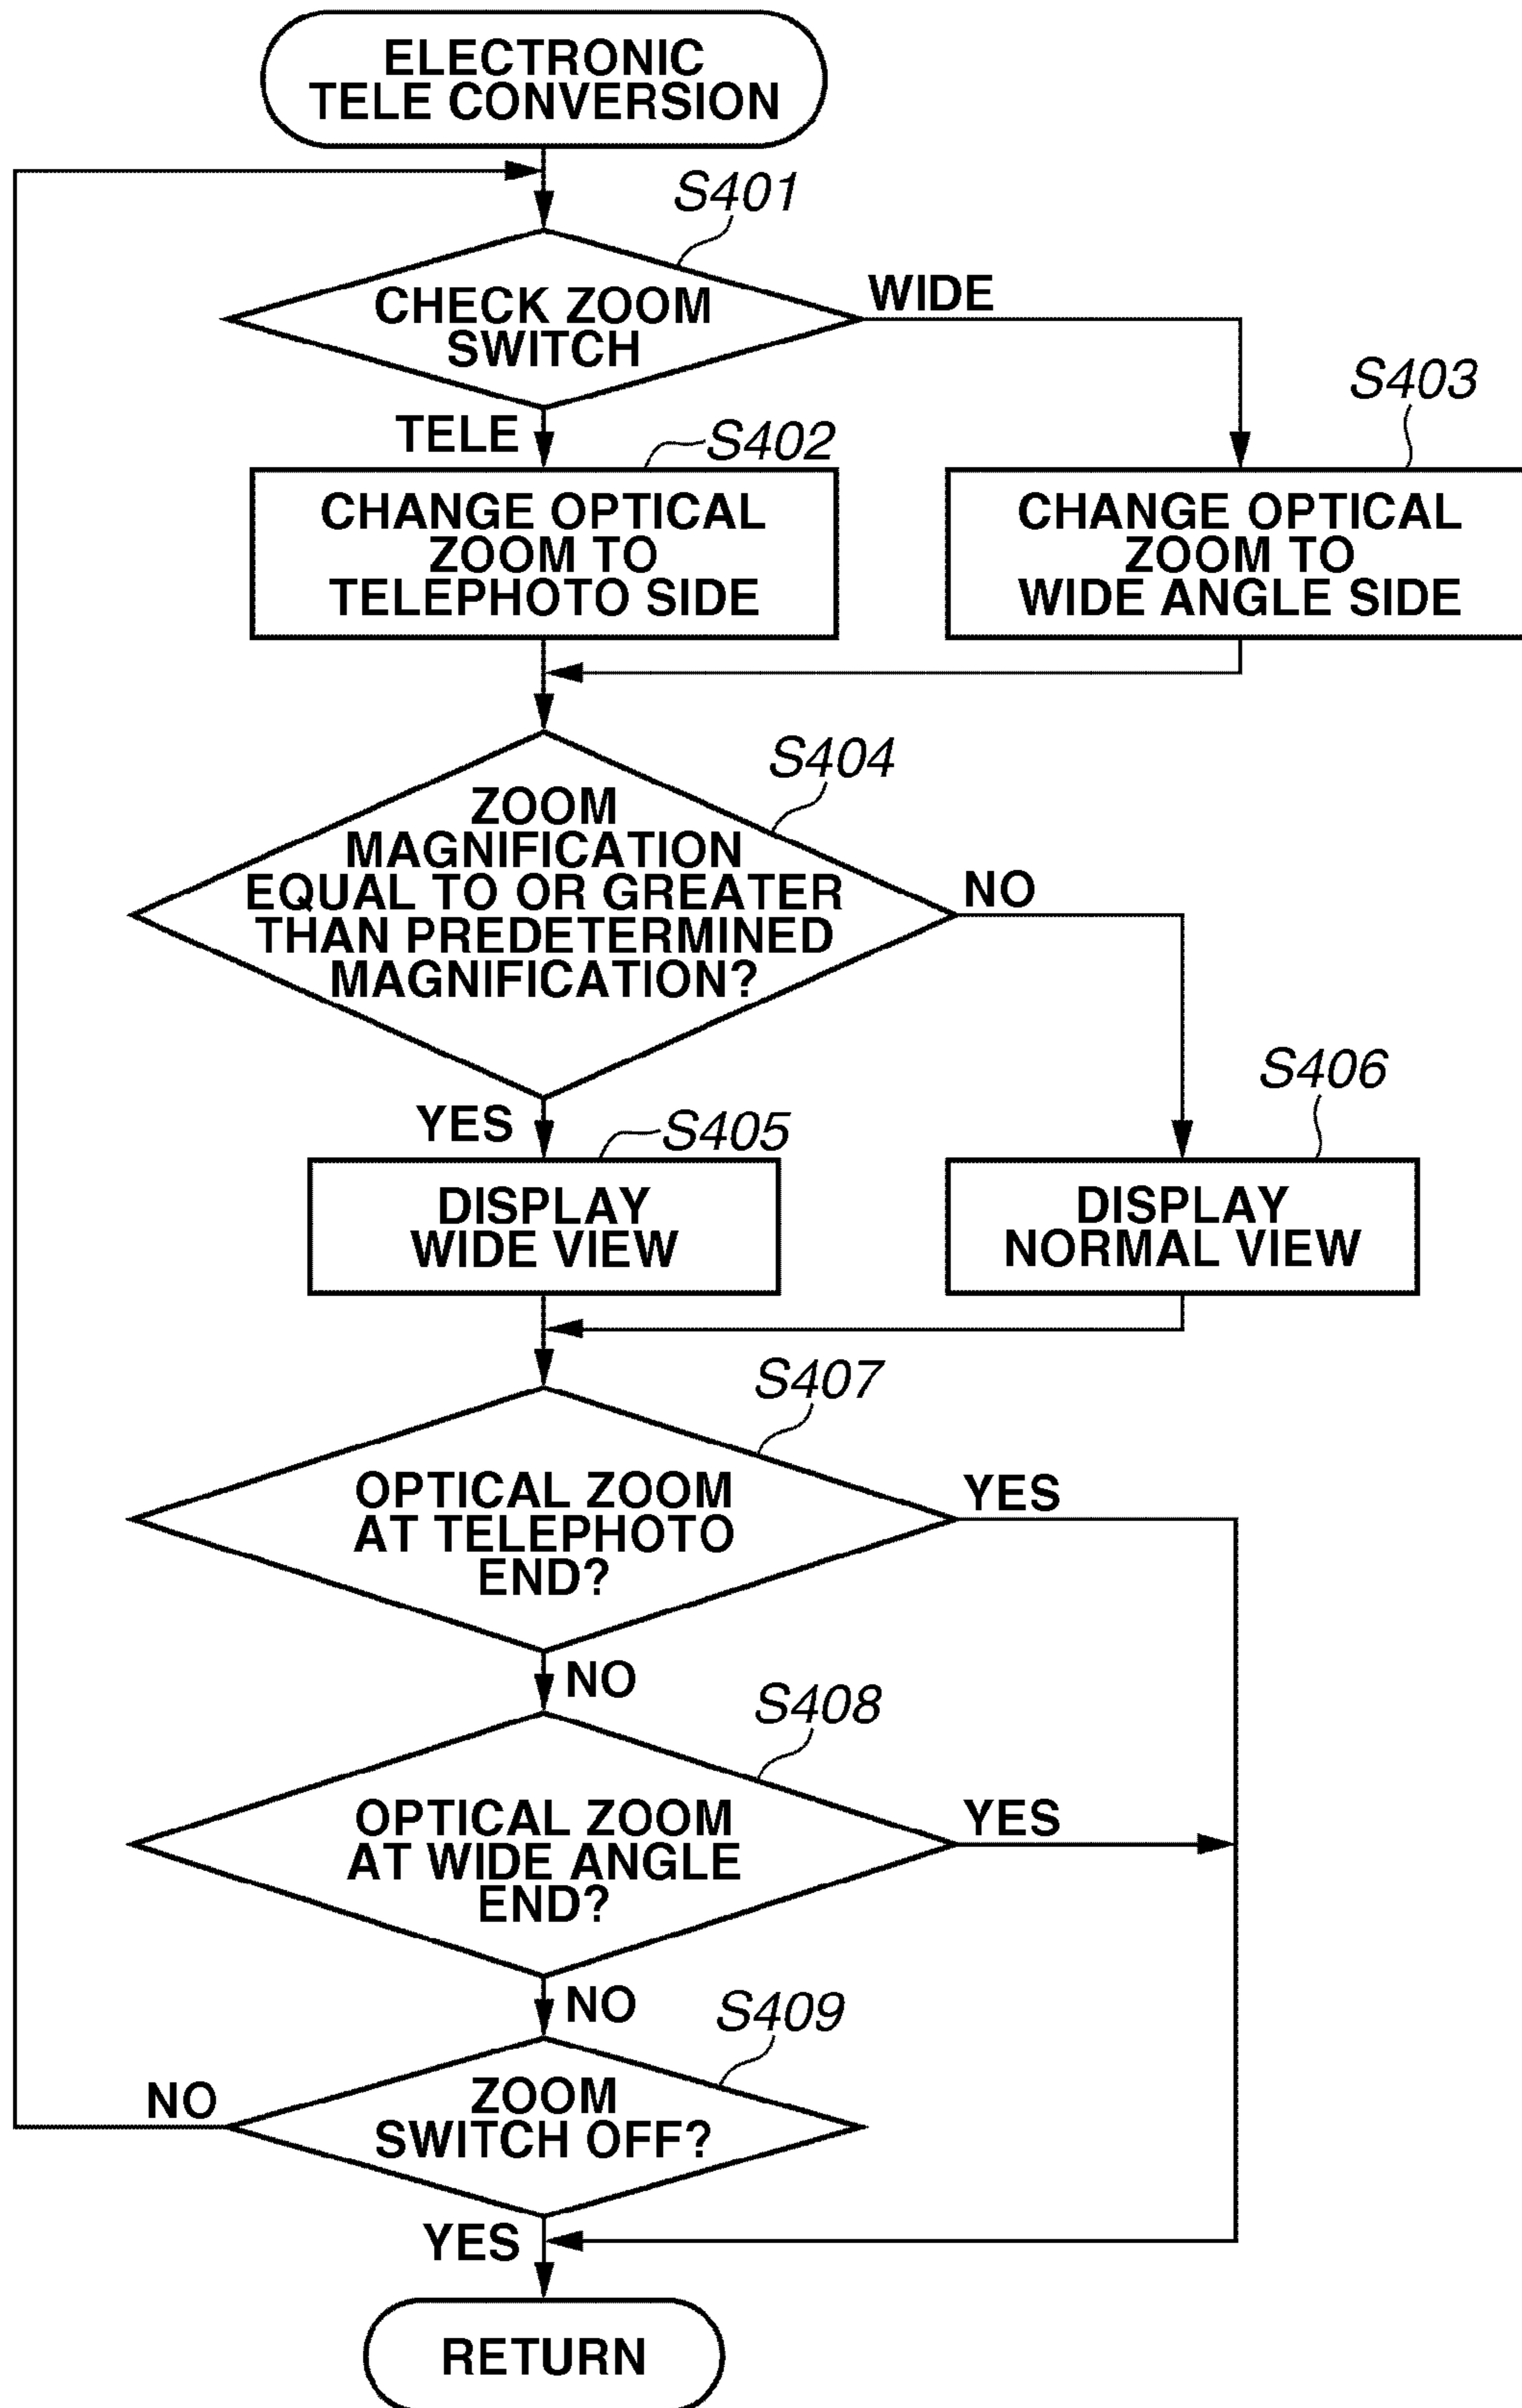 ELECTRONIC
TELE CONVERSION
S401
CHECK ZOOM
SWITCH
WIDE
TELE
S402
S403
CHANGE OPTICAL
ZOOM TO
TELEPHOTO SIDE
CHANGE OPTICAL
ZOOM TO
WIDE ANGLE SIDE
S404
ZOOM
MAGNIFICATION
EQUAL TO OR GREATER
THAN PREDETERMINED
MAGNIFICATION?
NO
YES
S405
S406
DISPLAY
WIDE VIEW
DISPLAY
NORMAL VIEW
S407
OPTICAL ZOOM
AT TELEPHOTO
END?
YES
NO
S408
OPTICAL ZOOM
AT WIDE ANGLE
END?
YES
NO
S409
ZOOM
SWITCH OFF?
NO
YES
RETURN